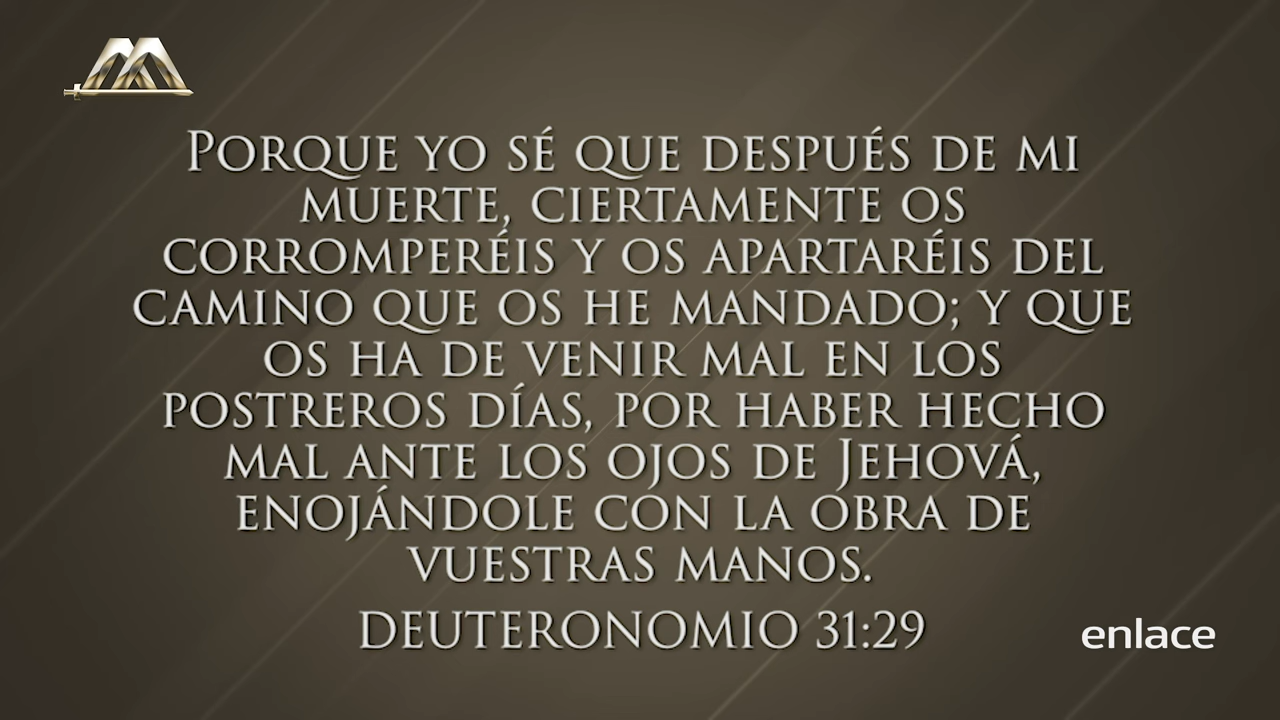 Porque yo sé que después de mi
muerte, ciertamente os
corromperéis y os apartaréis del
camino que os he mandado; y que
os ha de venir mal en los
postreros días, por haber hecho
mal ante los ojos de Jehová,
enojándole con la obra de
vuestras manos.
DEUTERONOMIO 31:29
enlace